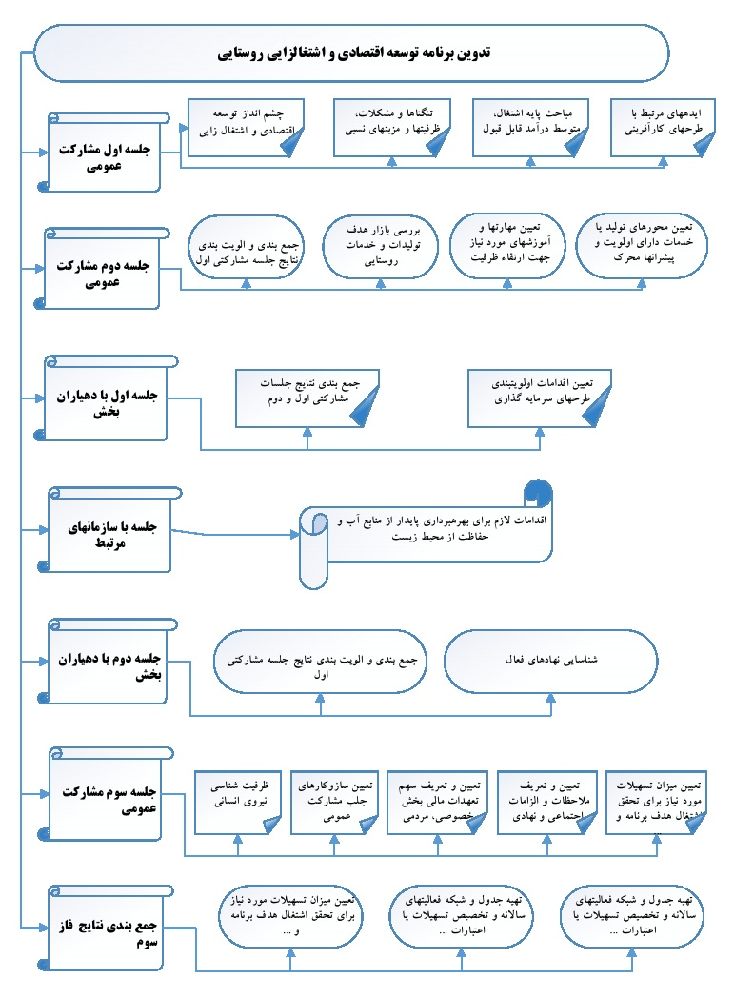 تدوین برنامه توسعه اقتصادی و اشتغالزایی روستایی
جلسه اول مشارکت
عمومی
چشم انداز توسعه
اقتصادی و اشتغال زایی
تنگناها و مشکلات،
ظرفیتها و مزیتهای نسبی
مباحث پایه اشتغال،
متوسط درآمد قابل قبول
ایدههای مرتبط با
طرحهای کارآفرینی
جلسه دوم مشارکت
عمومی
جمع بندی و الویت بندی
نتایج جلسه مشارکتی اول
بررسی بازار هدف
تولیدات و خدمات
روستایی
تعیین مهارتها و
آموزشهای مورد نیاز
جهت ارتقاء ظرفیت
تعیین محورهای تولید یا
خدمات دارای اولویت و
پیشرانها محرک
جلسه اول با دهیاران
بخش
جمع بندی نتایج جلسات
مشارکتی اول و دوم
تعیین اقدامات اولویتبندی
طرحهای سرمایه گذاری
جلسه با سازمانهای
مرتبط
اقدامات لازم برای بهرهبرداری پایدار از منابع آب و
حفاظت از محیط زیست
جلسه دوم با دهیاران
بخش
جمع بندی و الویت بندی نتایج جلسه مشارکتی
اول
شناسایی نهادهای فعال
جلسه سوم مشارکت
عمومی
ظرفیت شناسی
نیروی انسانی
تعیین سازوکارهای
جلب مشارکت
عمومی
تعیین و تعریف سهم
تعهدات مالی بخش
خصوصی، مردمی
تعیین و تعریف
ملاحظات و الزامات
اجتماعی و نهادی
تعیین میزان تسهیلات
مورد نیاز برای تحقق
اشتغال هدف برنامه و
...
جمع بندی نتایج فاز
سوم
تعیین میزان تسهیلات مورد نیاز
برای تحقق اشتغال هدف برنامه
و ...
تهیه جدول و شبکه فعالیتهای
سالانه و تخصیص تسهیلات یا
اعتبارات ...
تهیه جدول و شبکه فعالیتهای
سالانه و تخصیص تسهیلات یا
اعتبارات ...